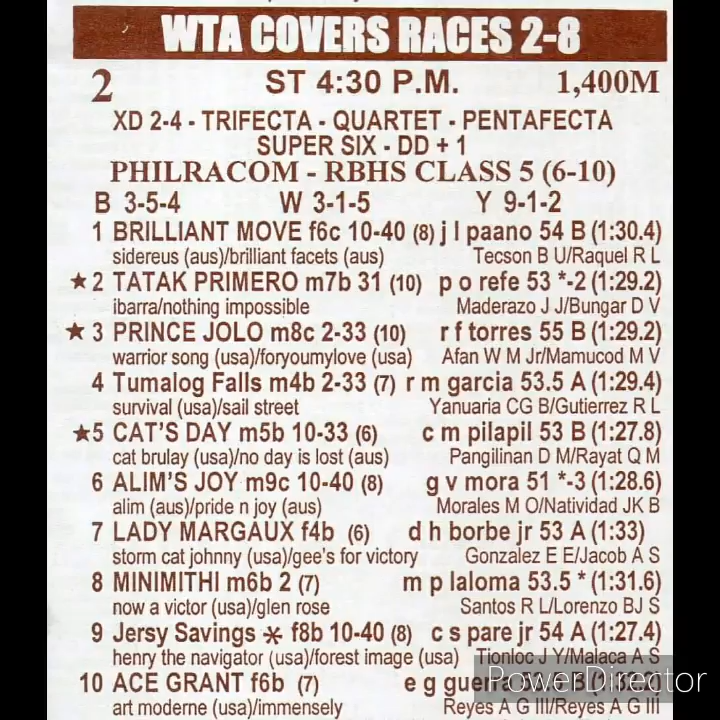 WTA COVERS RACES 2-8
2 ST 4:30 P.M. 1,400M
XD 2-4 - TRIFECTA - QUARTET - PENTAFECTA
SUPER SIX - DD + 1
PHILRACOM - RBHS CLASS 5 (6-10)
B 3-5-4 W 3-1-5 Y 9-1-2
1 BRILLIANT MOVE f6c 10-40 (8) j l paano 54 B (1:30.4)
sidereus (aus)/brilliant facets (aus) Tecson B U/Raquel R L
★ 2 TATAK PRIMERO m7b 31 (10) p o refe 53 *-2 (1:29.2)
ibarra/nothing impossible Maderazo J J/Bungar D V
★ 3 PRINCE JOLO m8c 2-33 (10) r f torres 55 B (1:29.2)
warrior song (usa)/foryoumylove (usa) Afan W M Jr/Mamucod M V
4 Tumalog Falls m4b 2-33 (7) r m garcia 53.5 A (1:29.4)
survival (usa)/sail street Yanuaria CG B/Gutierrez R L
★5 CAT'S DAY m5b 10-33 (6) c m pilapil 53 B (1:27.8)
cat brulay (usa)/no day is lost (aus) Pangilinan D M/Rayat Q M
6 ALIM'S JOY m9c 10-40 (8) g v mora 51 *-3 (1:28.6)
alim (aus)/pride n joy (aus) Morales M O/Natividad JK B
7 LADY MARGAUX f4b (6) d h borbe jr 53 A (1:33)
storm cat johnny (usa)/gee's for victory Gonzalez E E/Jacob A S
8 MINIMITHI m6b 2 (7) m p laloma 53.5 * (1:31.6)
now a victor (usa)/glen rose Santos R L/Lorenzo BJ S
9 Jersy Savings * f8b 10-40 (8) c s pare jr 54 A (1:27.4)
henry the navigator (usa)/forest image (usa) Tionloc J Y/Malaca A S
10 ACE GRANT f6b (7) e g guerra
art moderne (usa)/immensely Reyes A G III/Reyes A G III
PowerDirector